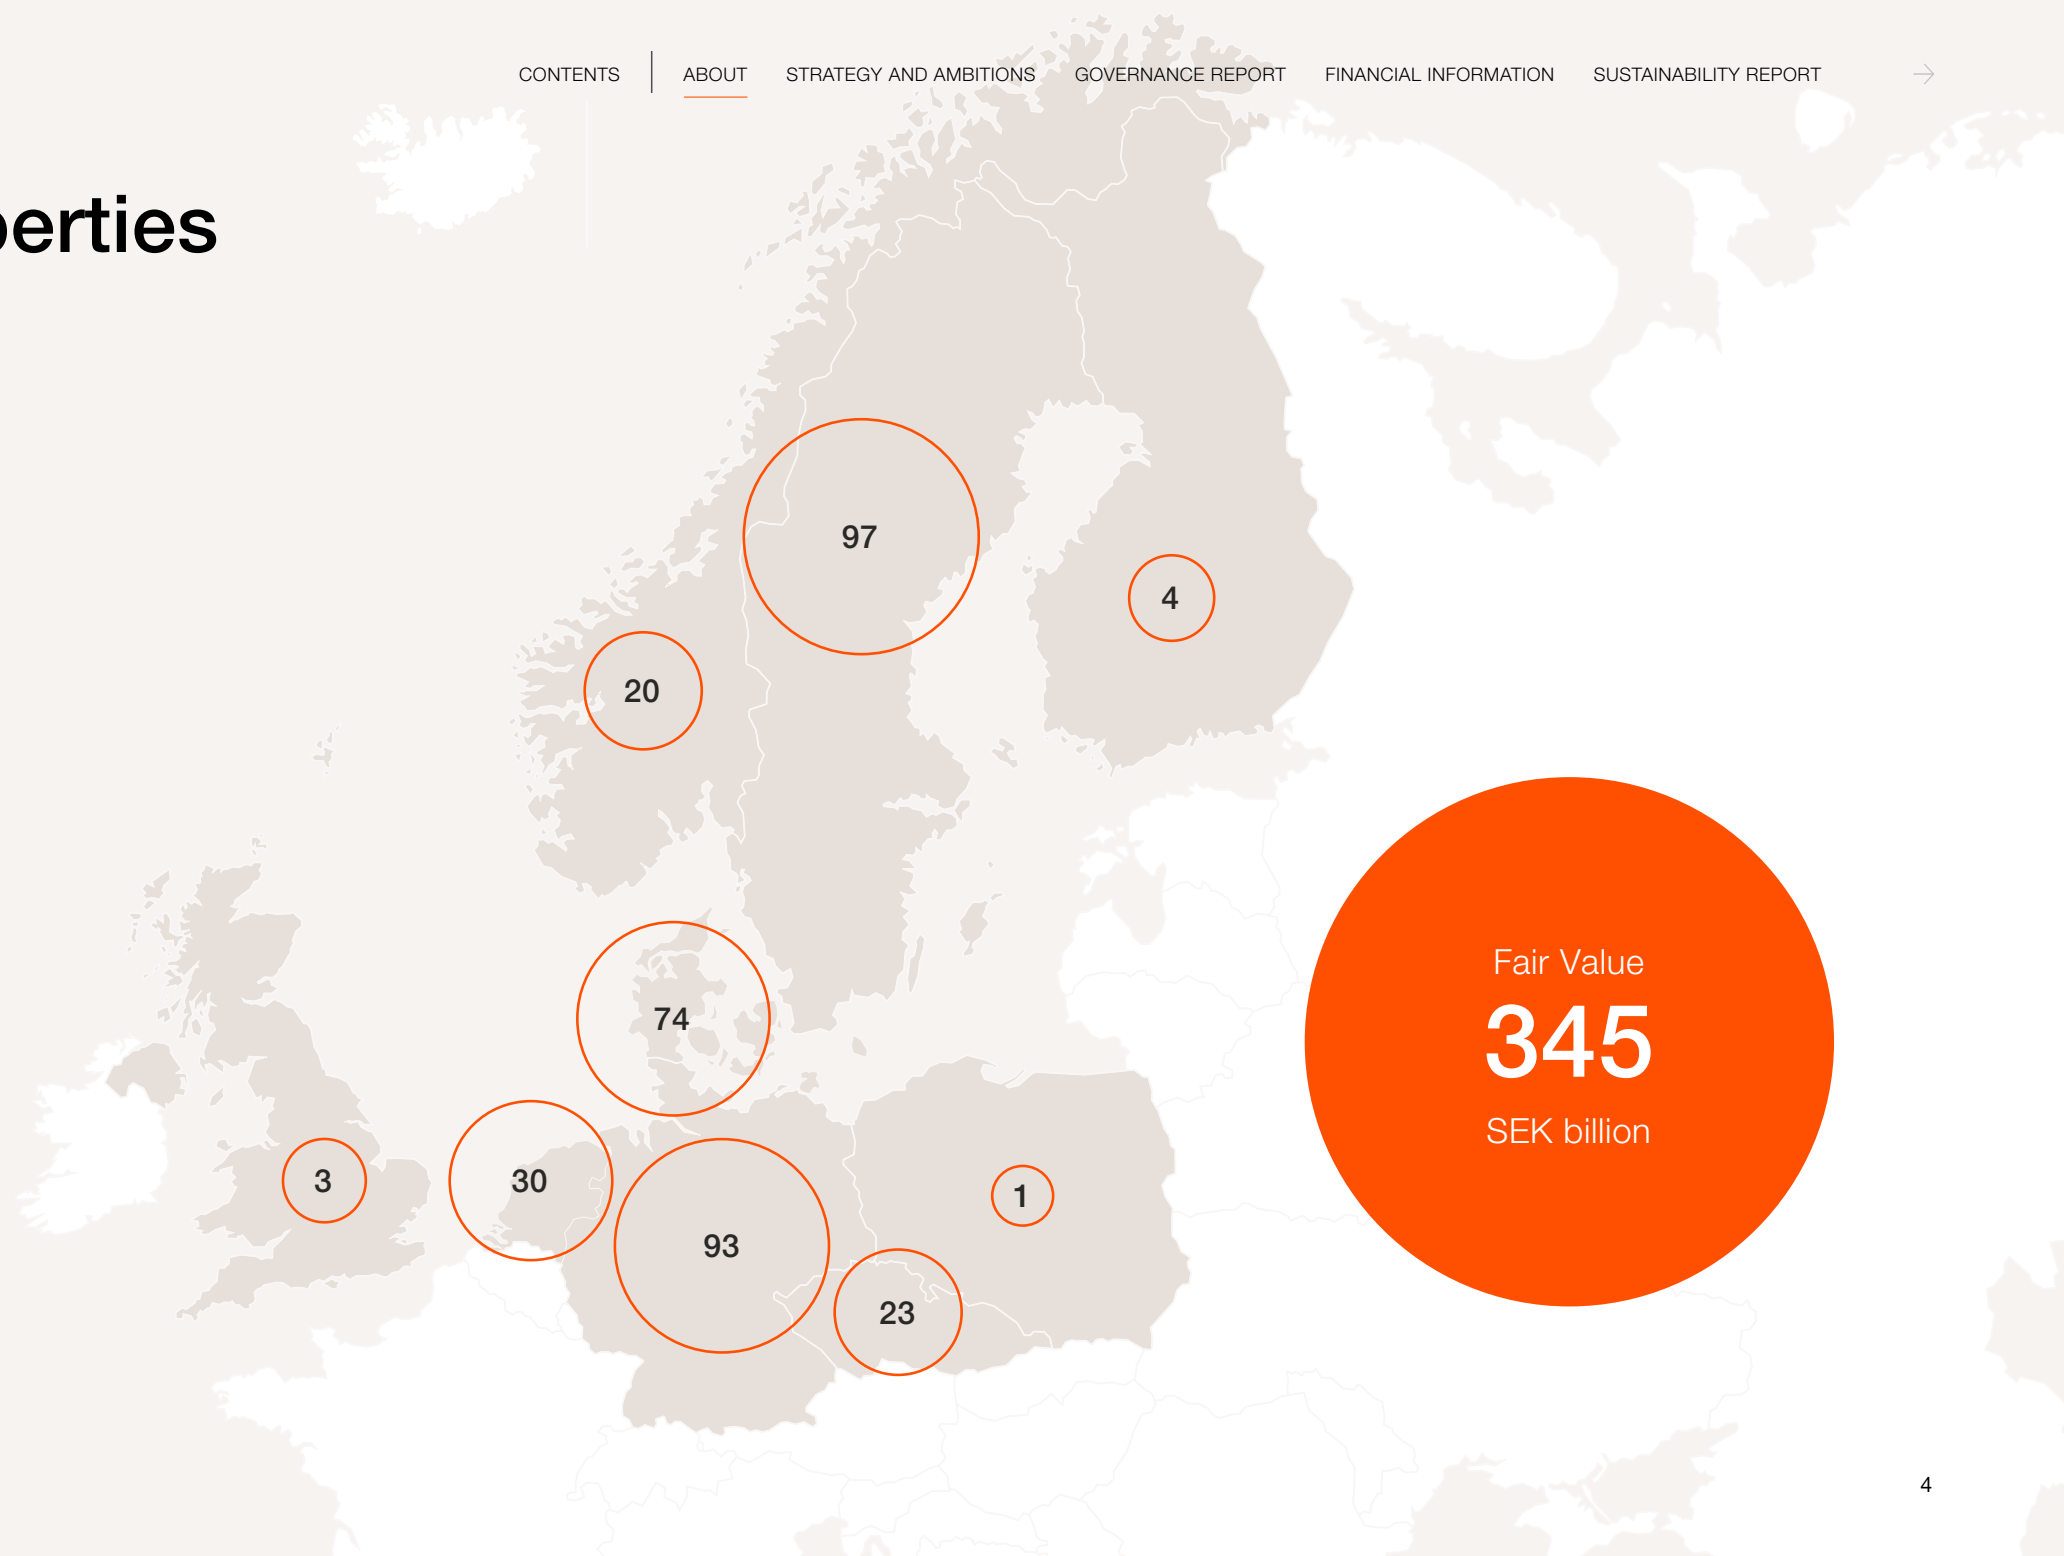 CONTENTS ABOUT STRATEGY AND AMBITIONS GOVERNANCE REPORT FINANCIAL INFORMATION SUSTAINABILITY REPORT
perties
97
4
20
74
3
30
93
1
23
Fair Value
345
SEK billion
4